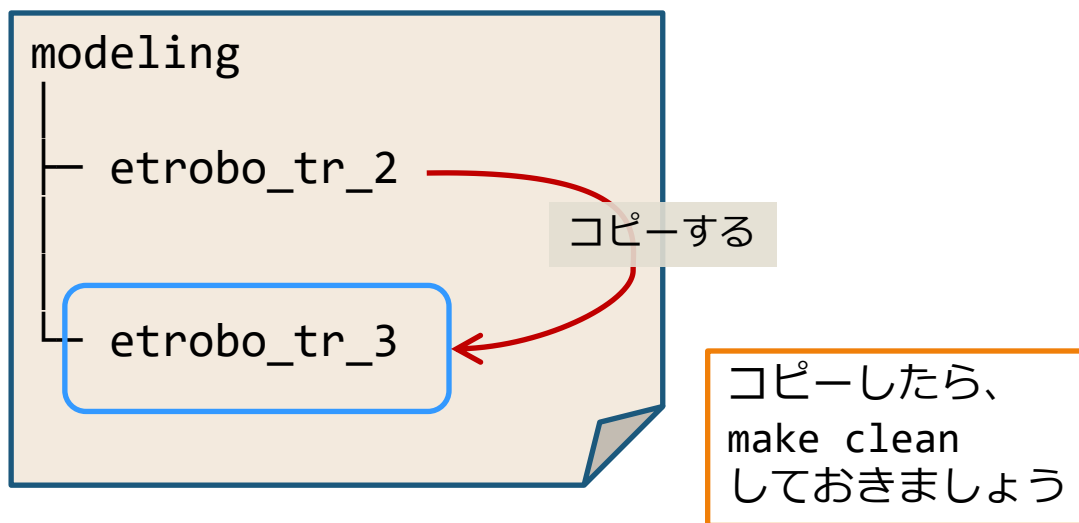 modeling
etrobo_tr_2
コピーする
etrobo_tr_3
コピーしたら、
make clean
しておきましょう